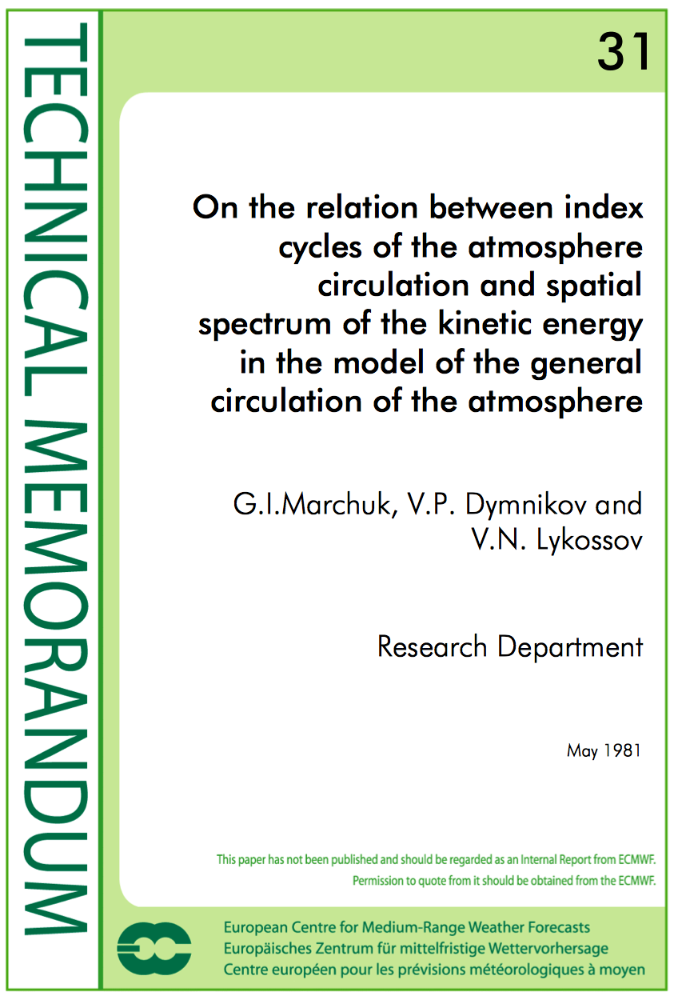 TECHNICAL MEMORANDUM
31
On the relation between index
cycles of the atmosphere
circulation and spatial
spectrum of the kinetic energy
in the model of the general
circulation of the atmosphere
G.I.Marchuk, V.P. Dymnikov and
V.N. Lykossov
Research Department
May 1981
This paper has not been published and should be regarded as an Internal Report from ECMWF.
Permission to quote from it should be obtained from the ECMWF.
European Centre for Medium-Range Weather Forecasts
Europäisches Zentrum für mittelfristige Wettervorhersage
Centre européen pour les prévisions météorologiques à moyen